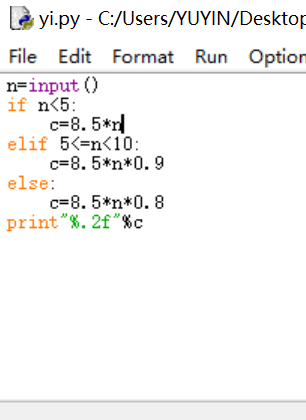 yi.py - C:/Users/YUYIN/Desktop
File Edit Format Run Option
n=input()
if n<5:
    c=8.5*n
elif 5<=n<10:
    c=8.5*n*0.9
else:
    c=8.5*n*0.8
print"%.2f"%c